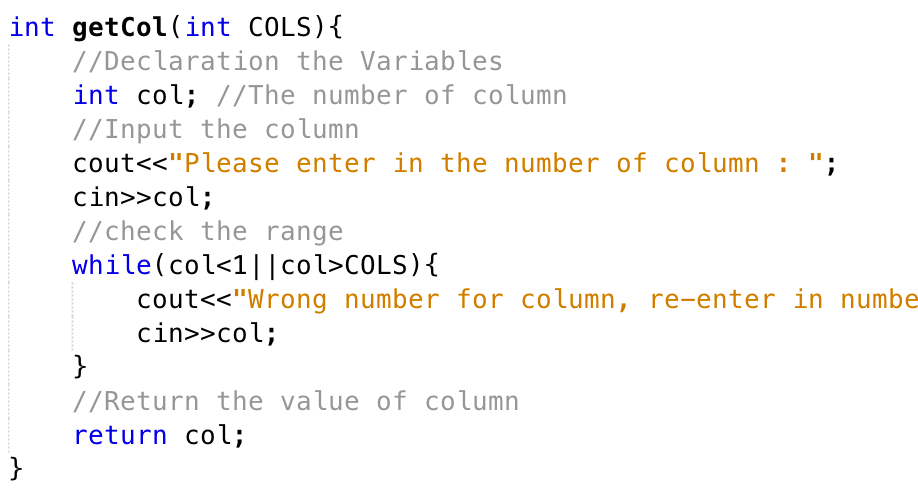 int getCol(int COLS){
//Declaration the Variables
int col; //The number of column
//Input the column
cout<<"Please enter in the number of column : ";
cin>>col;
//check the range
while(col<1||col>COLS){
cout<<"Wrong number for column, re-enter in numbe
cin>>col;
}
//Return the value of column
return col;
}